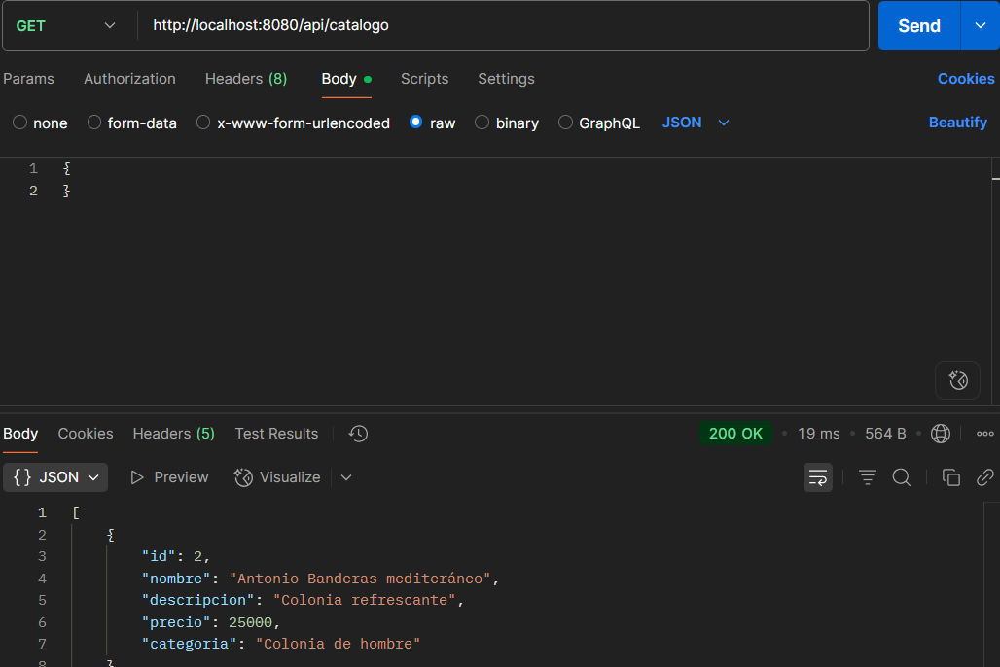 GET http://localhost:8080/api/catalogo Send
Params Authorization Headers (8) Body Scripts Settings Cookies
none form-data x-www-form-urlencoded raw binary GraphQL JSON Beautify
1 {
2 }
Body Cookies Headers (5) Test Results 200 OK 19 ms 564 B
{} JSON Preview Visualize
1 [
2 {
3 "id": 2,
4 "nombre": "Antonio Banderas mediteráneo",
5 "descripcion": "Colonia refrescante",
6 "precio": 25000,
7 "categoria": "Colonia de hombre"
8 }